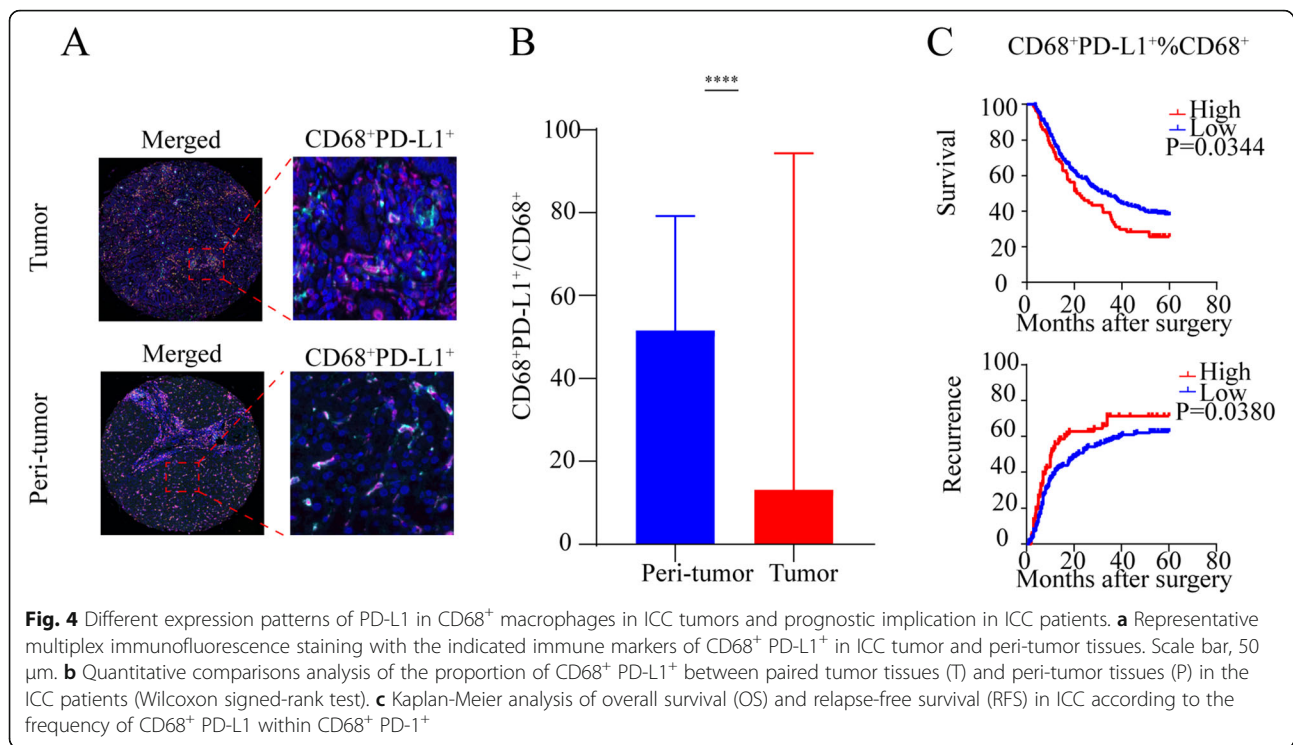 A
Merged
CD68⁺PD-L1⁺
Tumor
Merged
CD68⁺PD-L1⁺
Peri-tumor
B
****
CD68⁺PD-L1⁺/CD68⁺
100
80
60
40
20
0
Peri-tumor Tumor
C
CD68⁺PD-L1⁺%CD68⁺
High
Low
P=0.0344
Survival
100
80
60
40
20
0
0 20 40 60 80
Months after surgery
High
Low
P=0.0380
Recurrence
100
80
60
40
20
0
0 20 40 60 80
Months after surgery
Fig. 4 Different expression patterns of PD-L1 in CD68⁺ macrophages in ICC tumors and prognostic implication in ICC patients. a Representative
multiplex immunofluorescence staining with the indicated immune markers of CD68⁺ PD-L1⁺ in ICC tumor and peri-tumor tissues. Scale bar, 50
μm. b Quantitative comparisons analysis of the proportion of CD68⁺ PD-L1⁺ between paired tumor tissues (T) and peri-tumor tissues (P) in the
ICC patients (Wilcoxon signed-rank test). c Kaplan-Meier analysis of overall survival (OS) and relapse-free survival (RFS) in ICC according to the
frequency of CD68⁺ PD-L1 within CD68⁺ PD-1⁺